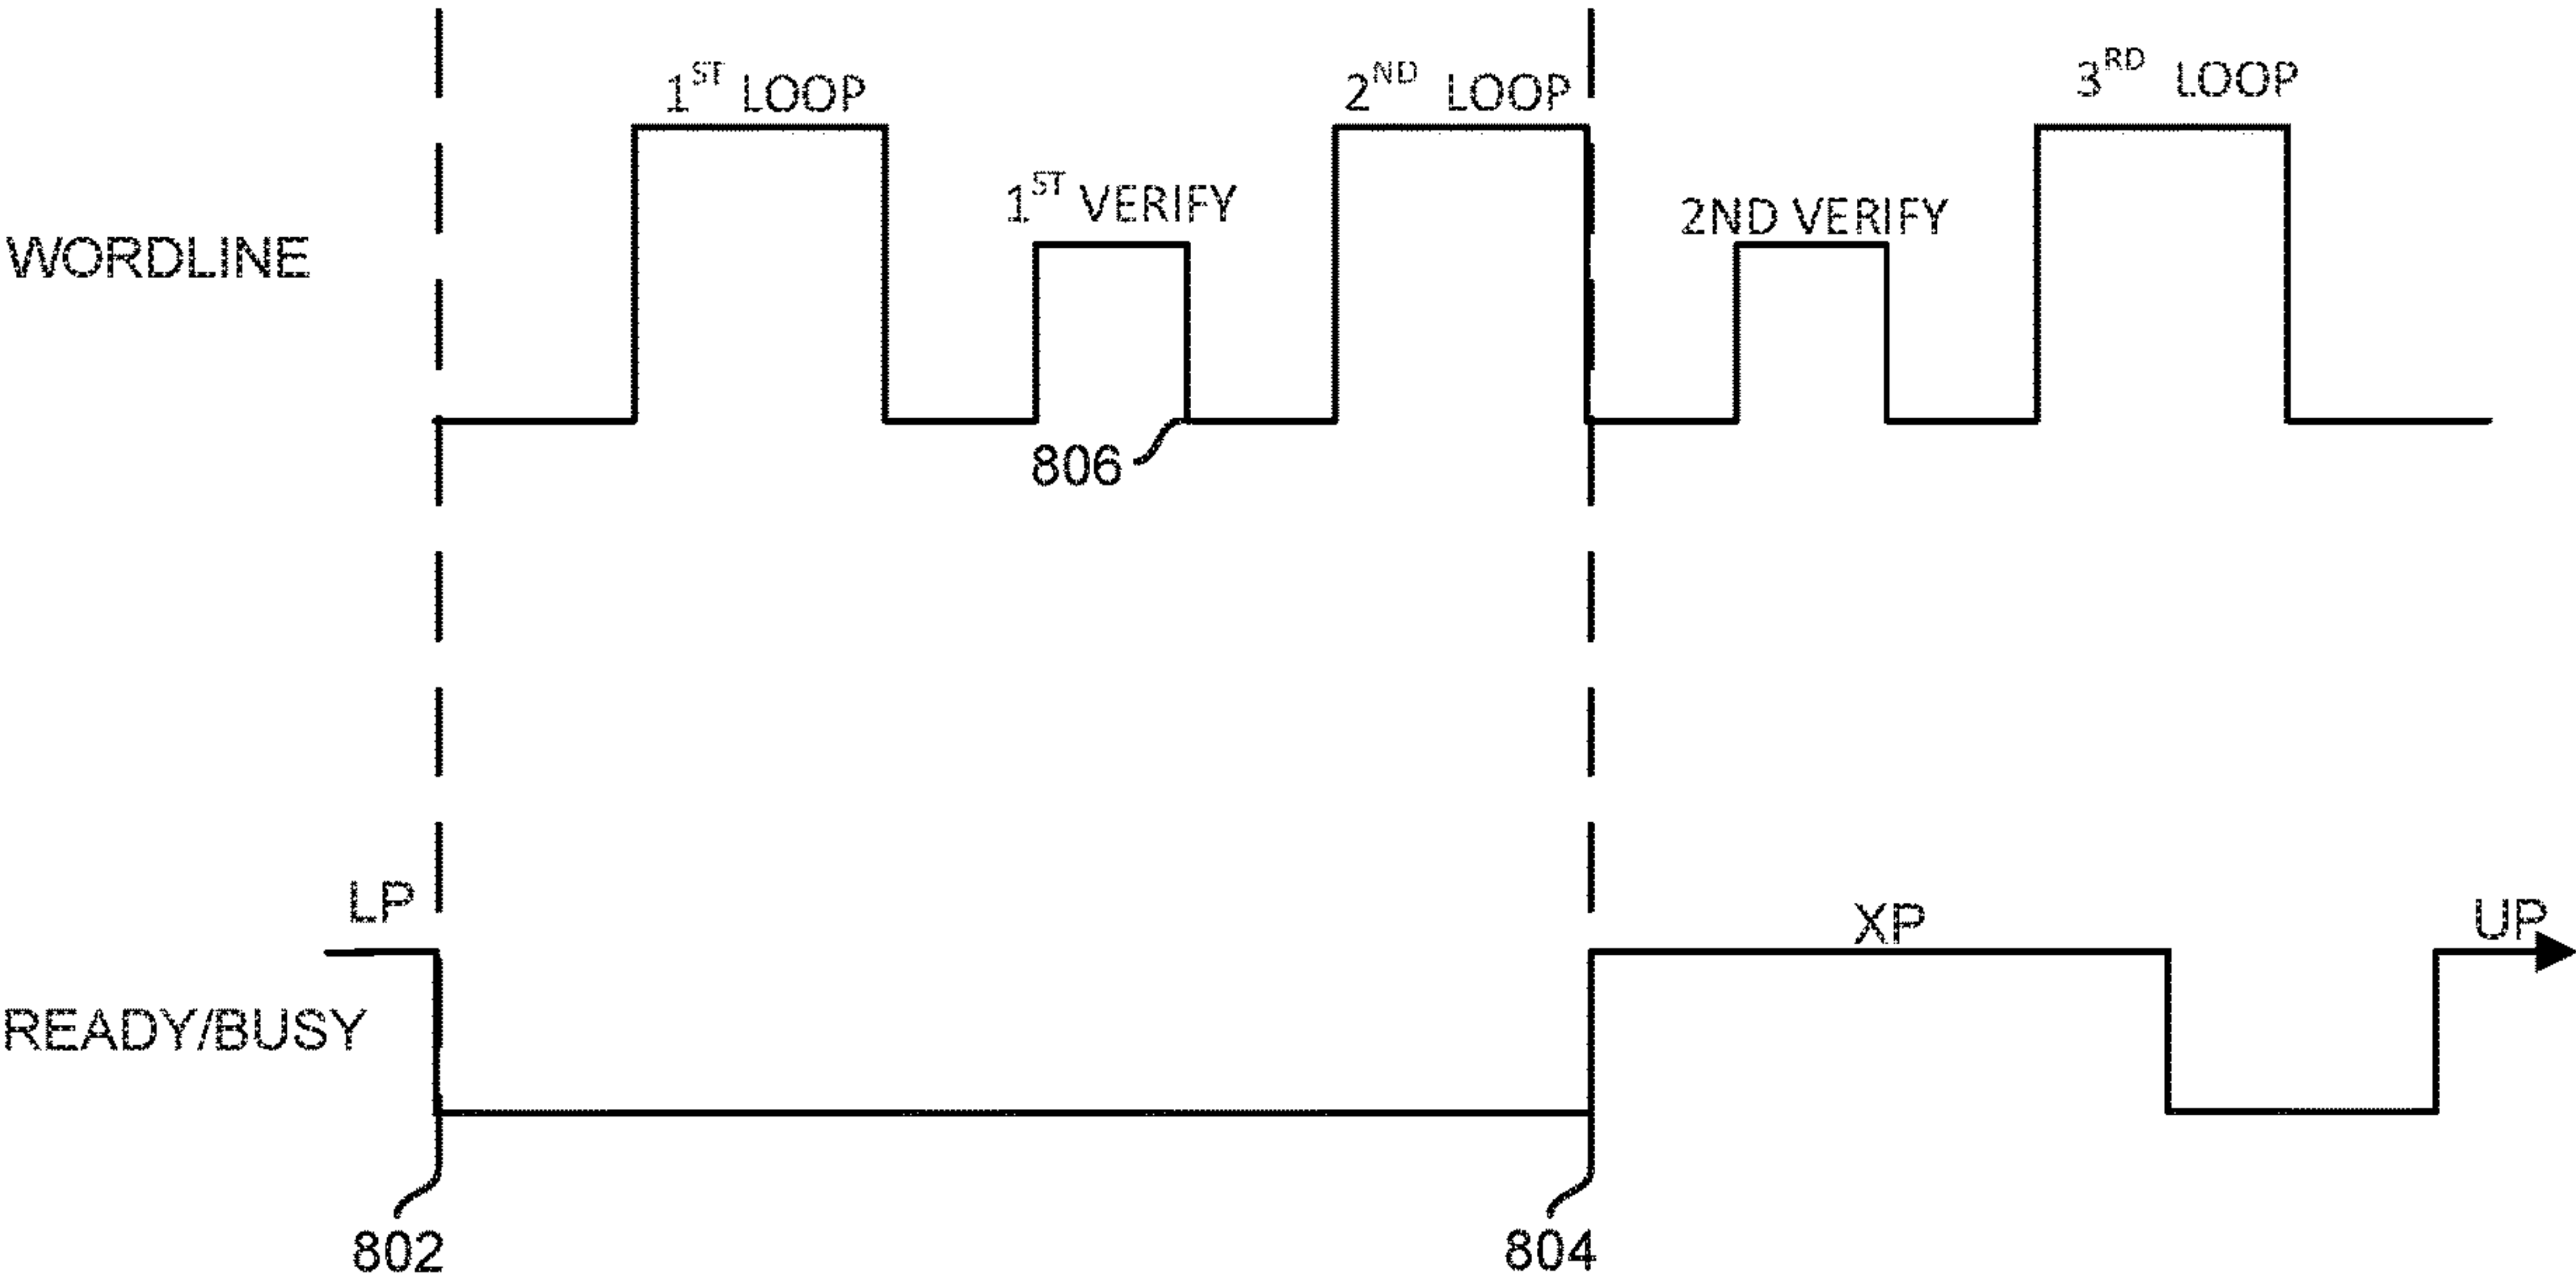 1ST LOOP
2ND LOOP
3RD LOOP
1ST VERIFY
2ND VERIFY
WORDLINE
806
LP
XP
UP
READY/BUSY
802
804